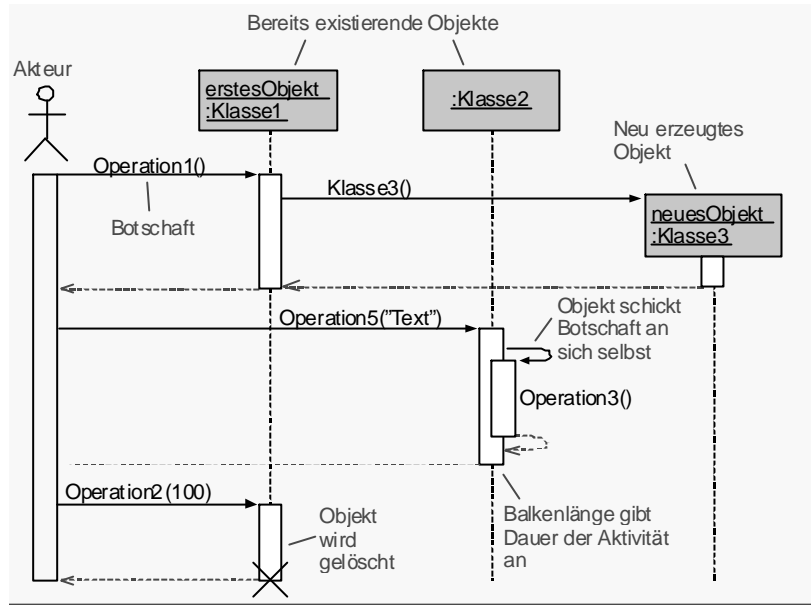 Bereits existierende Objekte
Akteur
erstesObjekt
:Klasse1
:Klasse2
Neu erzeugtes
Objekt
Operation1()
Klasse3()
Botschaft
neuesObjekt
:Klasse3
Operation5("Text")
Objekt schickt
Botschaft an
sich selbst
Operation3()
Operation2(100)
Objekt
wird
gelöscht
Balkenlänge gibt
Dauer der Aktivität
an